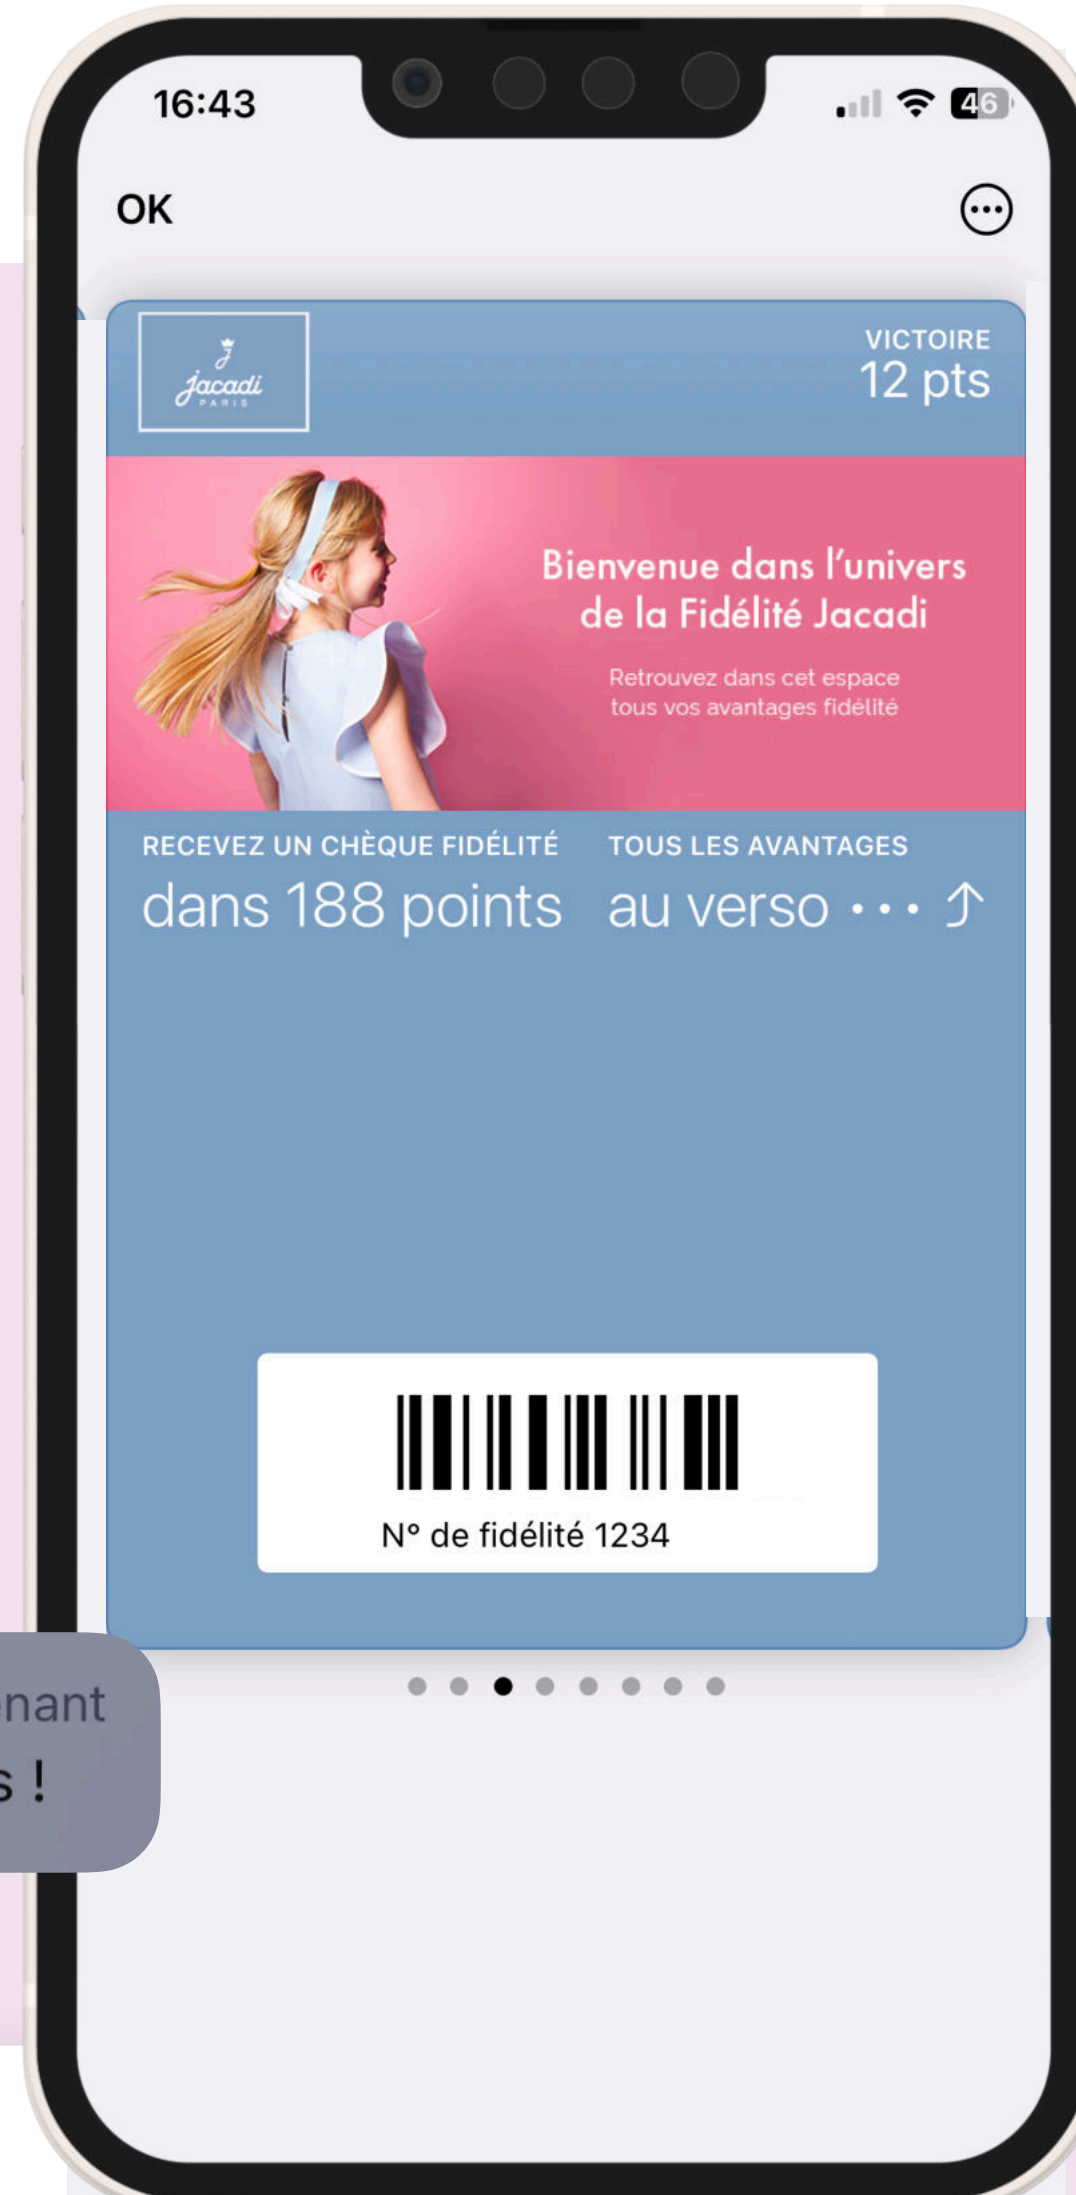 16:43
46
OK
J
jacadi
PARIS
VICTOIRE
12 pts
Bienvenue dans l'univers
de la Fidélité Jacadi
Retrouvez dans cet espace
tous vos avantages fidélité
RECEVEZ UN CHÈQUE FIDÉLITÉ
dans 188 points
TOUS LES AVANTAGES
au verso ··· ⤴
N° de fidélité 1234
enant
s !